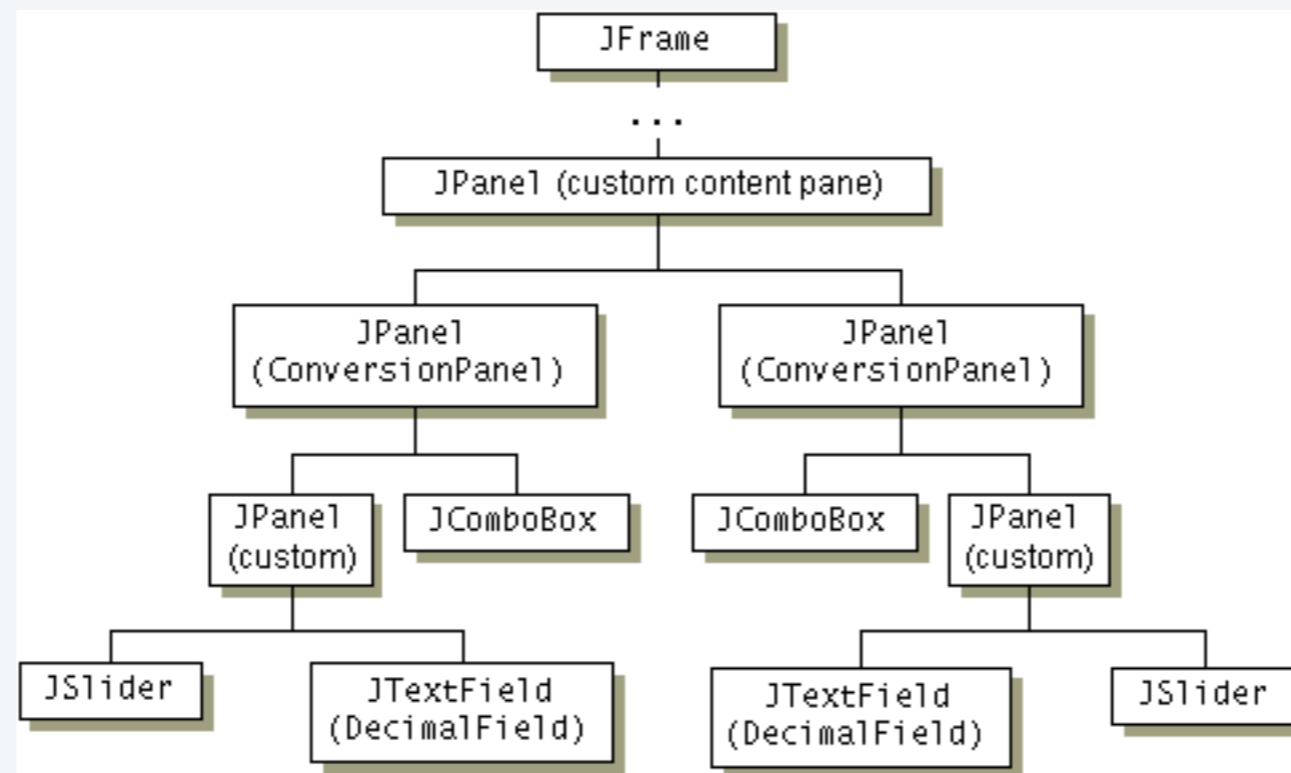 JFrame
...
JPanel (custom content pane)
JPanel
(ConversionPanel)
JPanel
(ConversionPanel)
JPanel
(custom)
JComboBox
JComboBox
JPanel
(custom)
JSlider
JTextField
(DecimalField)
JTextField
(DecimalField)
JSlider